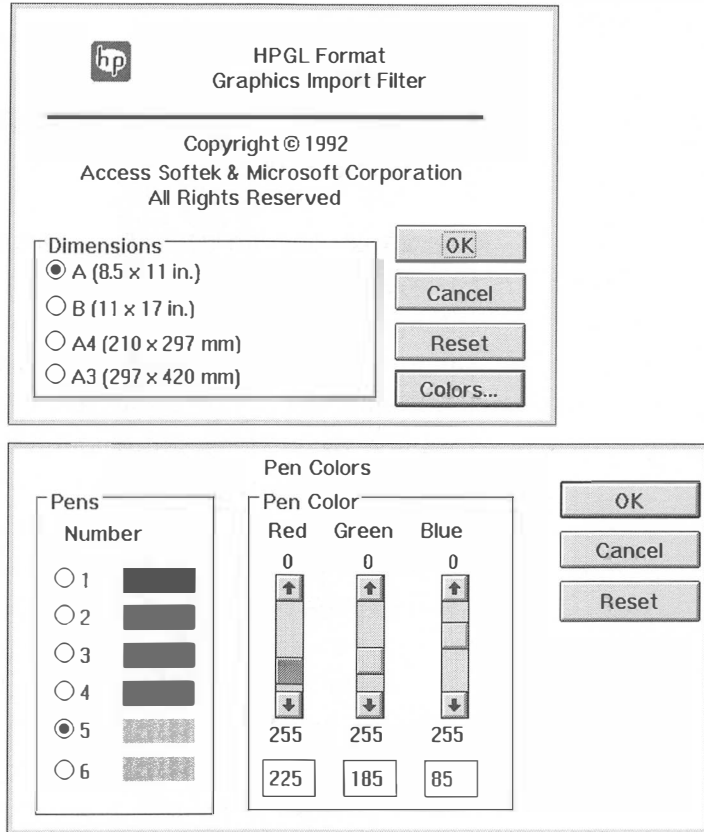 hp
HPGL Format
Graphics Import Filter
Copyright © 1992
Access Softek & Microsoft Corporation
All Rights Reserved
Dimensions
A (8.5 x 11 in.)
B (11 x 17 in.)
A4 (210 x 297 mm)
A3 (297 x 420 mm)
OK
Cancel
Reset
Colors...
Pen Colors
Pens
Number
1
2
3
4
5
6
Pen Color
Red Green Blue
0 0 0
255 255 255
225 185 85
OK
Cancel
Reset